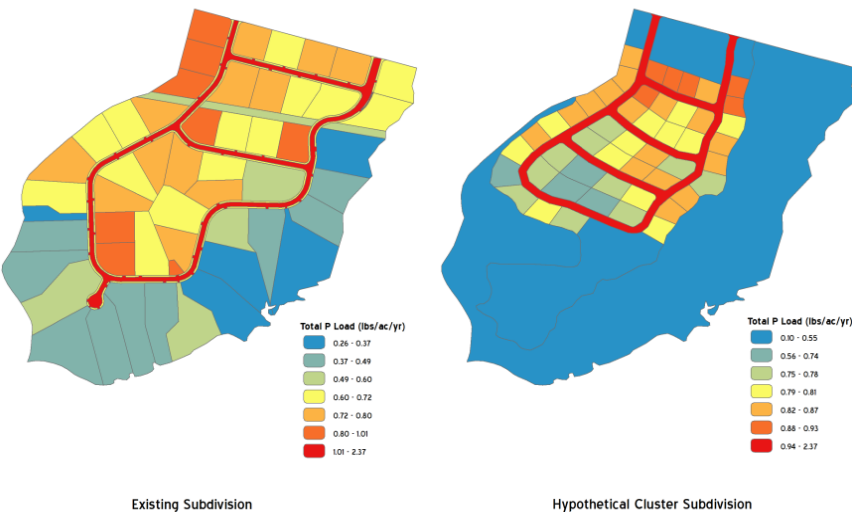 Total P Load (lbs/ac/yr)
0.26 - 0.37
0.37 - 0.49
0.49 - 0.60
0.60 - 0.72
0.72 - 0.80
0.80 - 1.01
1.01 - 2.37
Total P Load (lbs/ac/yr)
0.10 - 0.55
0.56 - 0.74
0.75 - 0.78
0.79 - 0.81
0.82 - 0.87
0.88 - 0.93
0.94 - 2.37
Existing Subdivision
Hypothetical Cluster Subdivision